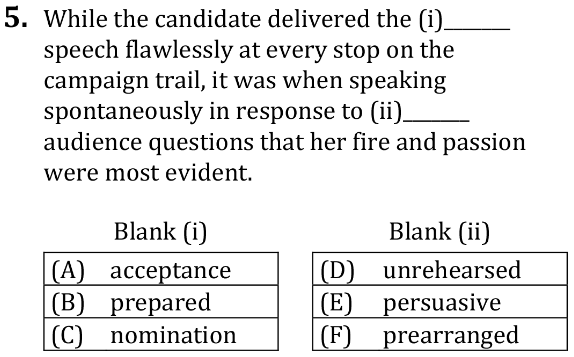 5. While the candidate delivered the (i)_______
speech flawlessly at every stop on the
campaign trail, it was when speaking
spontaneously in response to (ii)_______
audience questions that her fire and passion
were most evident.
Blank (i) Blank (ii)
(A) acceptance (D) unrehearsed
(B) prepared (E) persuasive
(C) nomination (F) prearranged